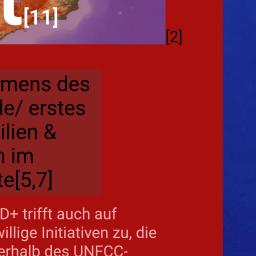 t[11]
[2]
mens des
de/ erstes
ilien &
n im
te[5,7]
D+ trifft auch auf
willige Initiativen zu, die
erhalb des UNFCC-